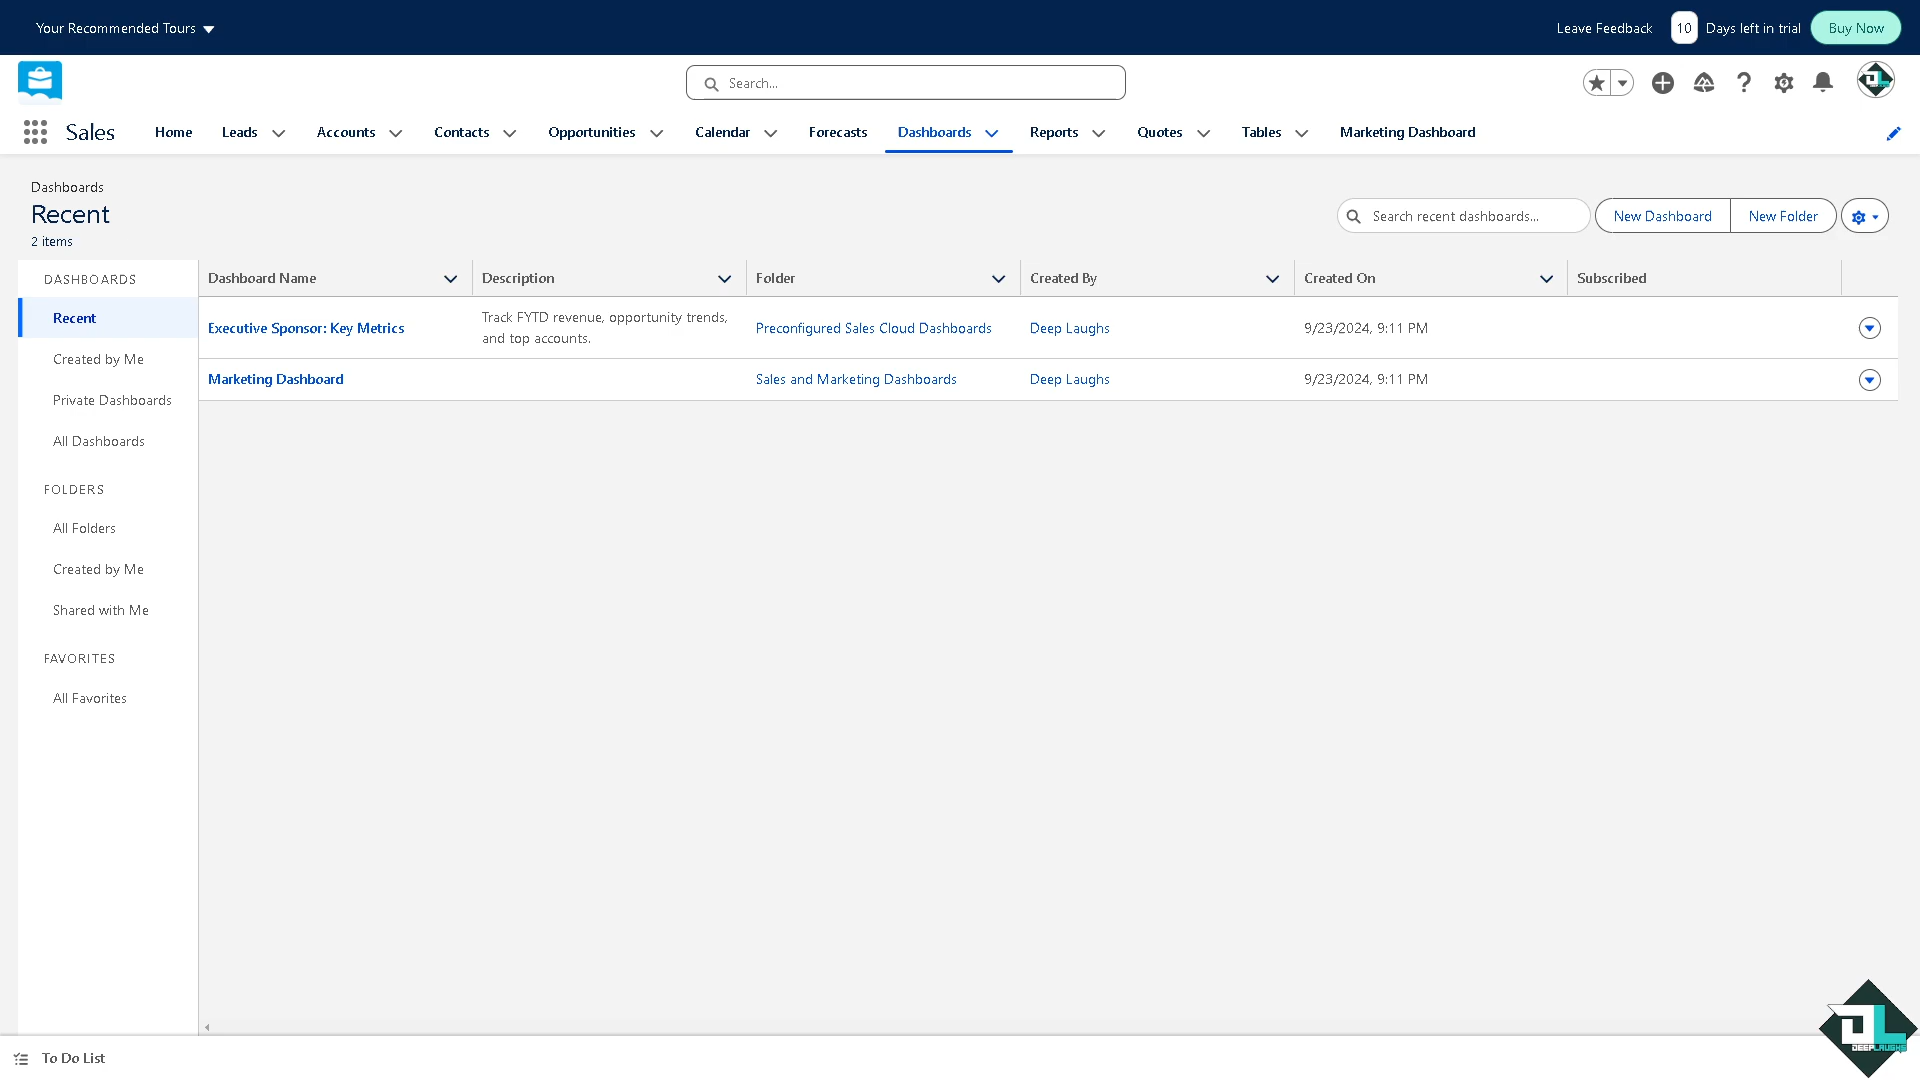 Your Recommended Tours
Leave Feedback
10
Days left in trial
Buy Now
Search...
Sales
Home
Leads
Accounts
Contacts
Opportunities
Calendar
Forecasts
Dashboards
Reports
Quotes
Tables
Marketing Dashboard
Dashboards
Recent
2 items
Search recent dashboards...
New Dashboard
New Folder
DASHBOARDS
Recent
Created by Me
Private Dashboards
All Dashboards
FOLDERS
All Folders
Created by Me
Shared with Me
FAVORITES
All Favorites
Dashboard Name
Description
Folder
Created By
Created On
Subscribed
Executive Sponsor: Key Metrics
Track FYTD revenue, opportunity trends,
and top accounts.
Preconfigured Sales Cloud Dashboards
Deep Laughs
9/23/2024, 9:11 PM
Marketing Dashboard
Sales and Marketing Dashboards
Deep Laughs
9/23/2024, 9:11 PM
To Do List
DEEPLAUGHS